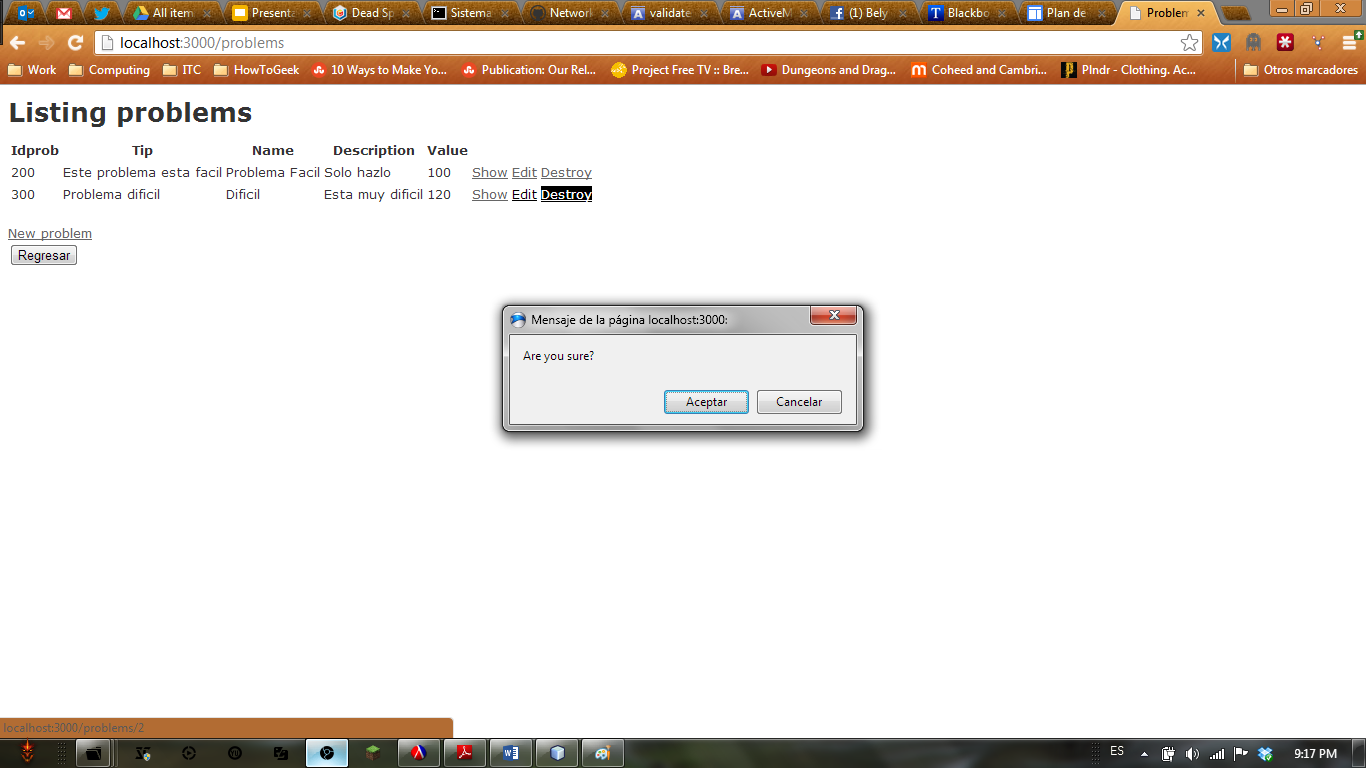 All item
Presenta
Dead Sp
Sistema
Network
validate
ActiveM
(1) Bely
Blackbo
Plan de
Problem
localhost:3000/problems
Work
Computing
ITC
HowToGeek
10 Ways to Make Yo...
Publication: Our Rel...
Project Free TV :: Bre...
Dungeons and Drag...
Coheed and Cambri...
Plndr - Clothing. Ac...
Otros marcadores
Listing problems
Idprob Tip Name Description Value
200 Este problema esta facil Problema Facil Solo hazlo 100 Show Edit Destroy
300 Problema dificil Dificil Esta muy dificil 120 Show Edit Destroy
New problem
Regresar
Mensaje de la página localhost:3000:
Are you sure?
Aceptar Cancelar
localhost:3000/problems/2
ES
9:17 PM